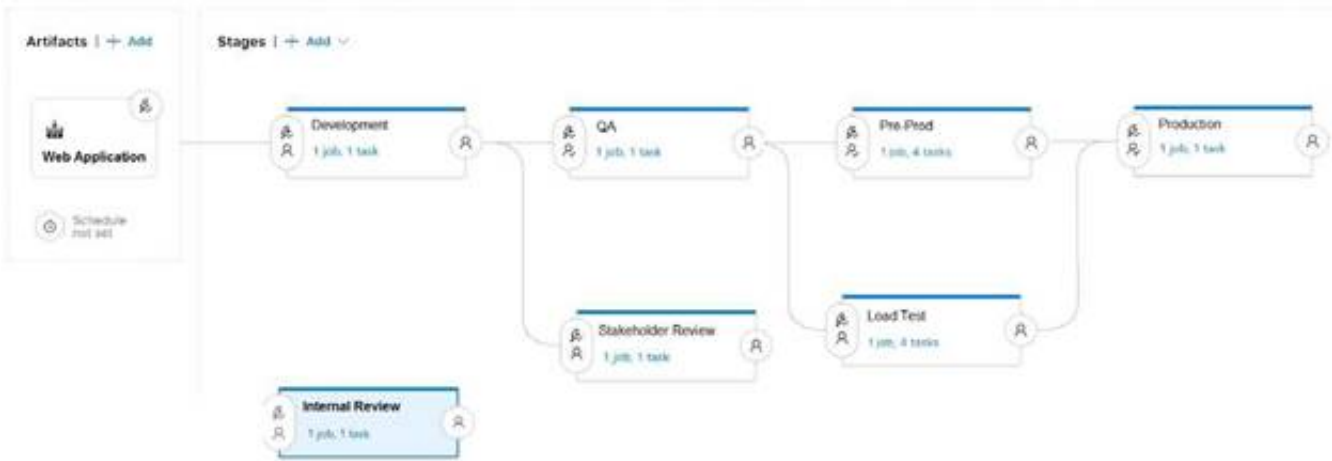 Artifacts | + Add
Stages | + Add
Web Application
Schedule
not set
Development
1 job, 1 task
QA
1 job, 1 task
Pre-Prod
1 job, 4 tasks
Production
1 job, 1 task
Stakeholder Review
1 job, 1 task
Load Test
1 job, 4 tasks
Internal Review
1 job, 1 task